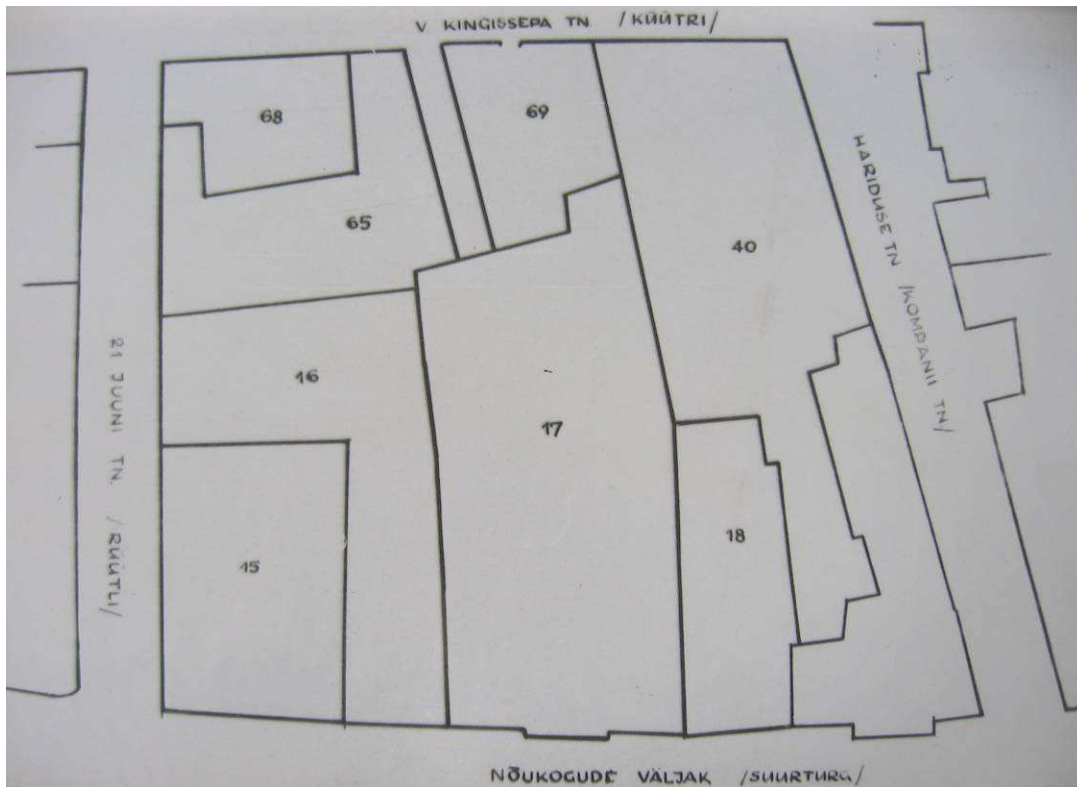 V KINGISSEPA TN. /KÜÜTRI/
68
69
65
40
HARIDUSE TN
/KOMPANII TN/
21 JUUNI TN. /RÜÜTLI/
16
17
15
18
NÕUKOGUDE VÄLJAK /SUURTURG/